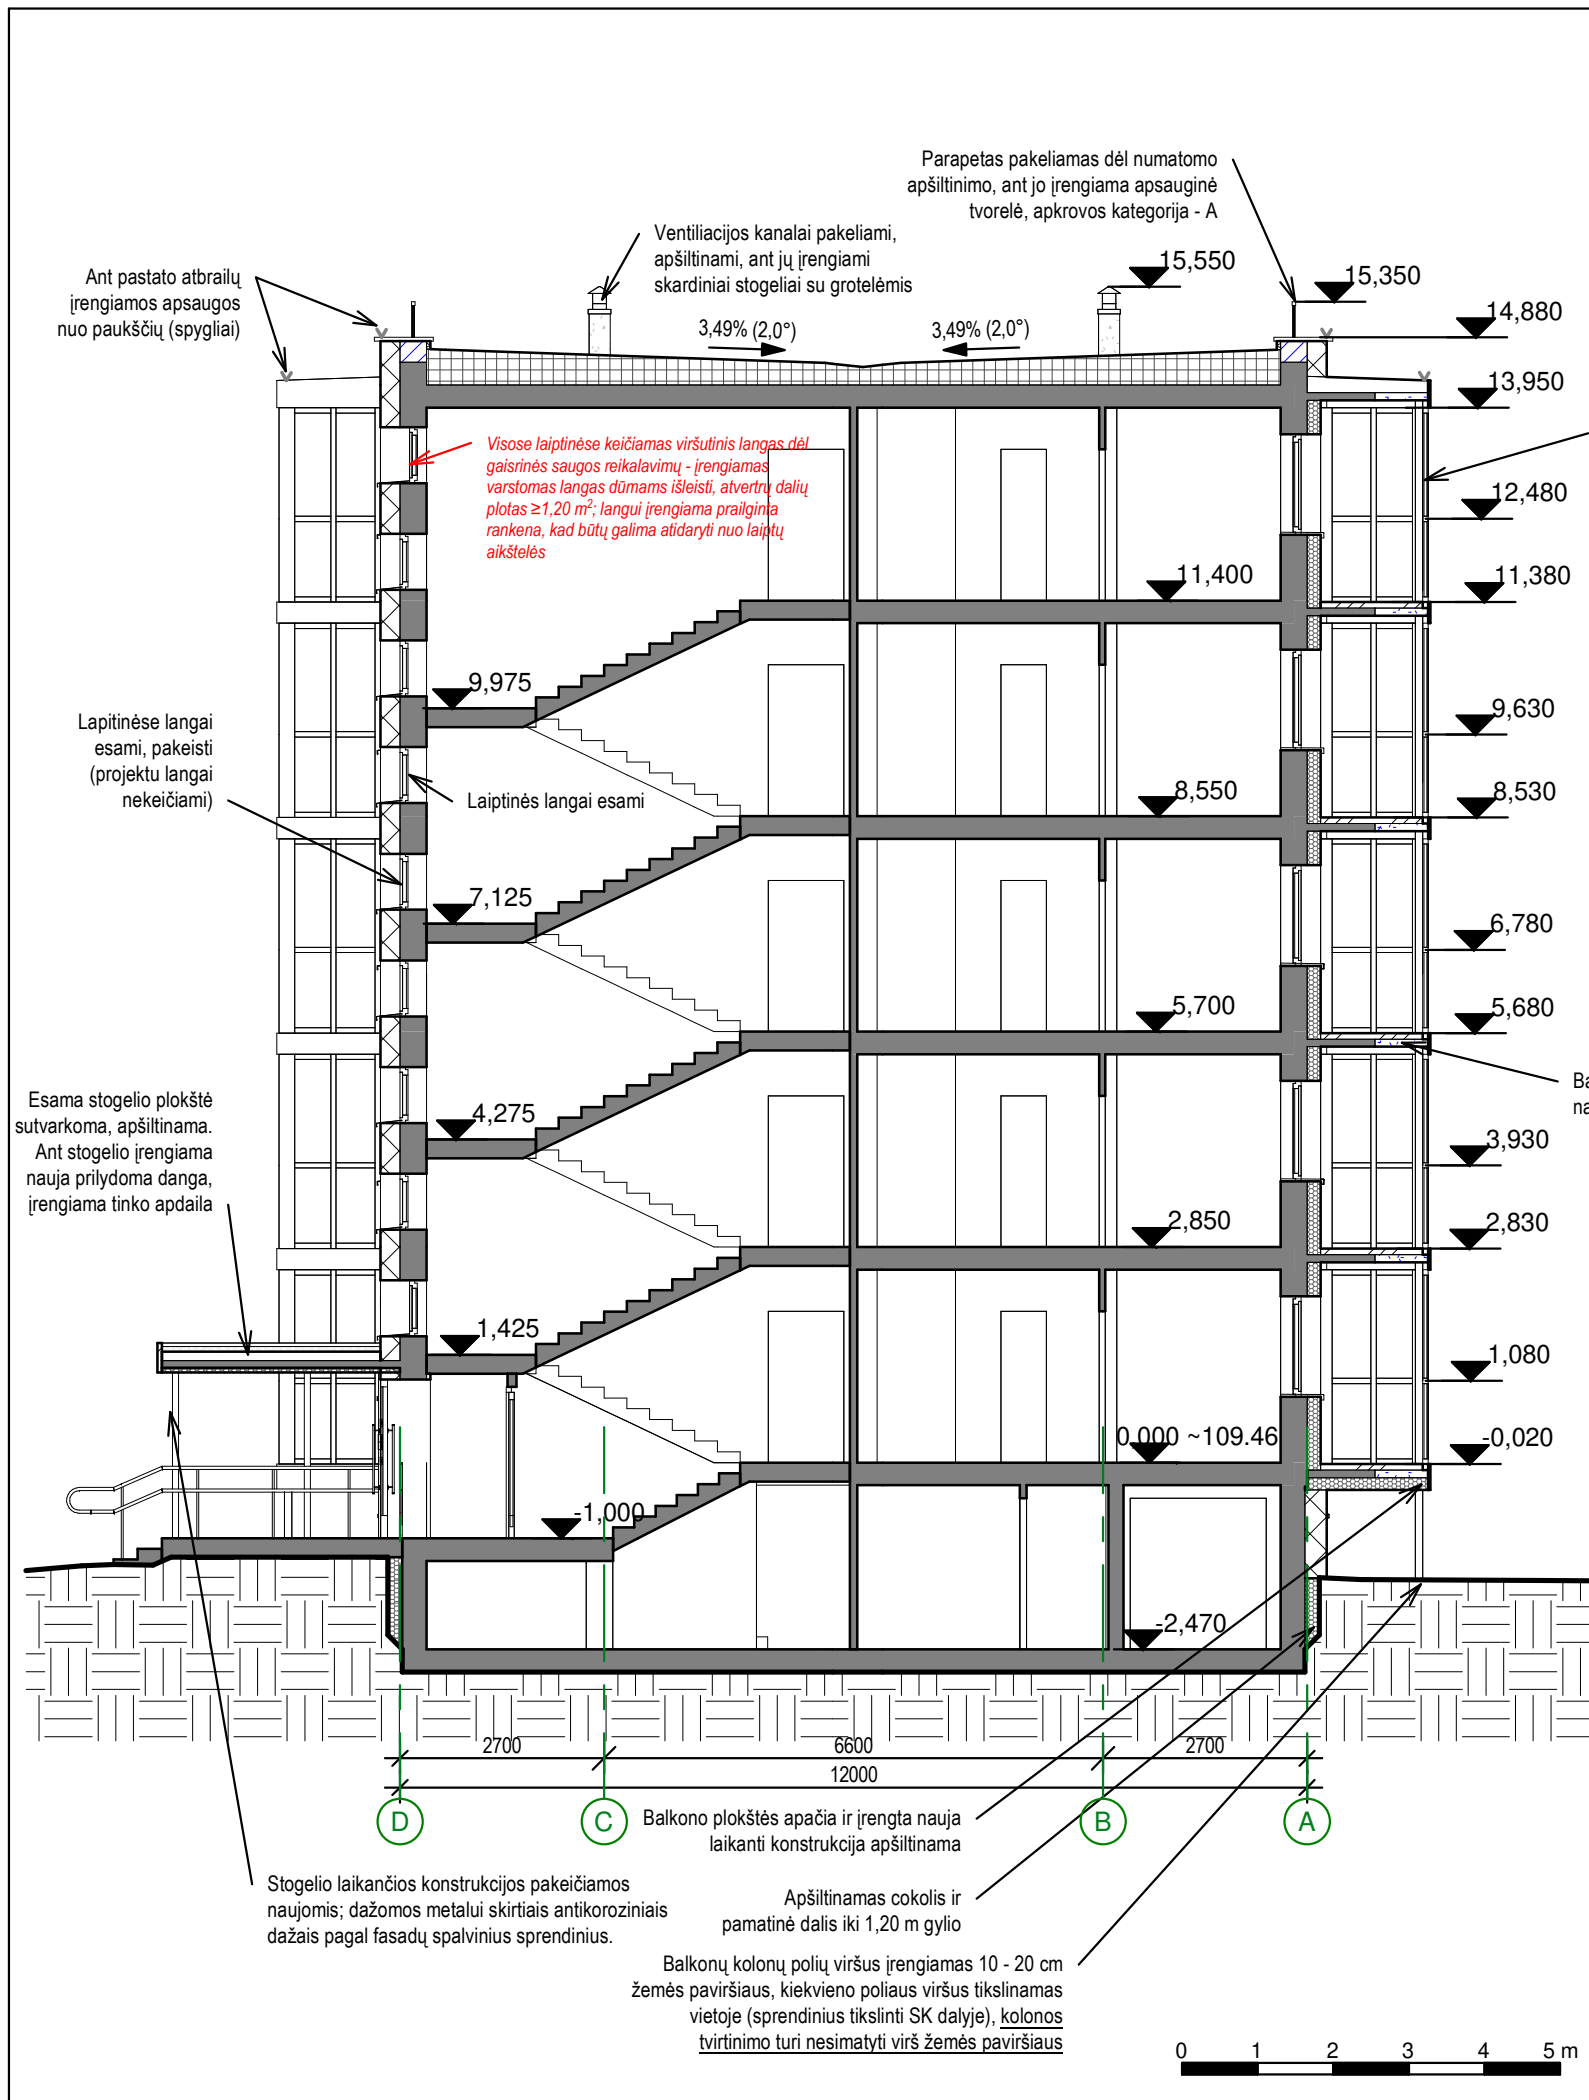 Parapetas pakeliamas dėl numatomo
apšiltinimo, ant jo įrengiama apsauginė
tvorelė, apkrovos kategorija - A
Ventiliacijos kanalai pakeliami,
apšiltinami, ant jų įrengiami
skardiniai stogeliai su grotelėmis
Ant pastato atbrailų
įrengiamos apsaugos
nuo paukščių (spygliai)
15,550
15,350
14,880
3,49% (2,0°)
3,49% (2,0°)
13,950
Visose laiptinėse keičiamas viršutinis langas dėl
gaisrinės saugos reikalavimų - įrengiamas
varstomas langas dūmams išleisti, atvertrų dalių
plotas ≥1,20 m²; langui įrengiama prailginta
rankena, kad būtų galima atidaryti nuo laiptų
aikštelės
12,480
11,400
11,380
9,975
9,630
Lapitinėse langai
esami, pakeisti
(projektu langai
nekeičiami)
Laiptinės langai esami
8,550
8,530
7,125
6,780
5,700
5,680
Ba
na
Esama stogelio plokštė
sutvarkoma, apšiltinama.
Ant stogelio įrengiama
nauja prilydoma danga,
įrengiama tinko apdaila
4,275
3,930
2,850
2,830
1,425
1,080
0,000 ~109.46
-0,020
-1,000
-2,470
2700
6600
2700
12000
D
C
B
A
Balkono plokštės apačia ir įrengta nauja
laikanti konstrukcija apšiltinama
Stogelio laikančios konstrukcijos pakeičiamos
naujomis; dažomos metalui skirtiais antikoroziniais
dažais pagal fasadų spalvinius sprendinius.
Apšiltinamas cokolis ir
pamatinė dalis iki 1,20 m gylio
Balkonų kolonų polių viršus įrengiamas 10 - 20 cm
žemės paviršiaus, kiekvieno poliaus viršus tikslinamas
vietoje (sprendinius tikslinti SK dalyje), kolonos
tvirtinimo turi nesimatyti virš žemės paviršiaus
0 1 2 3 4 5 m